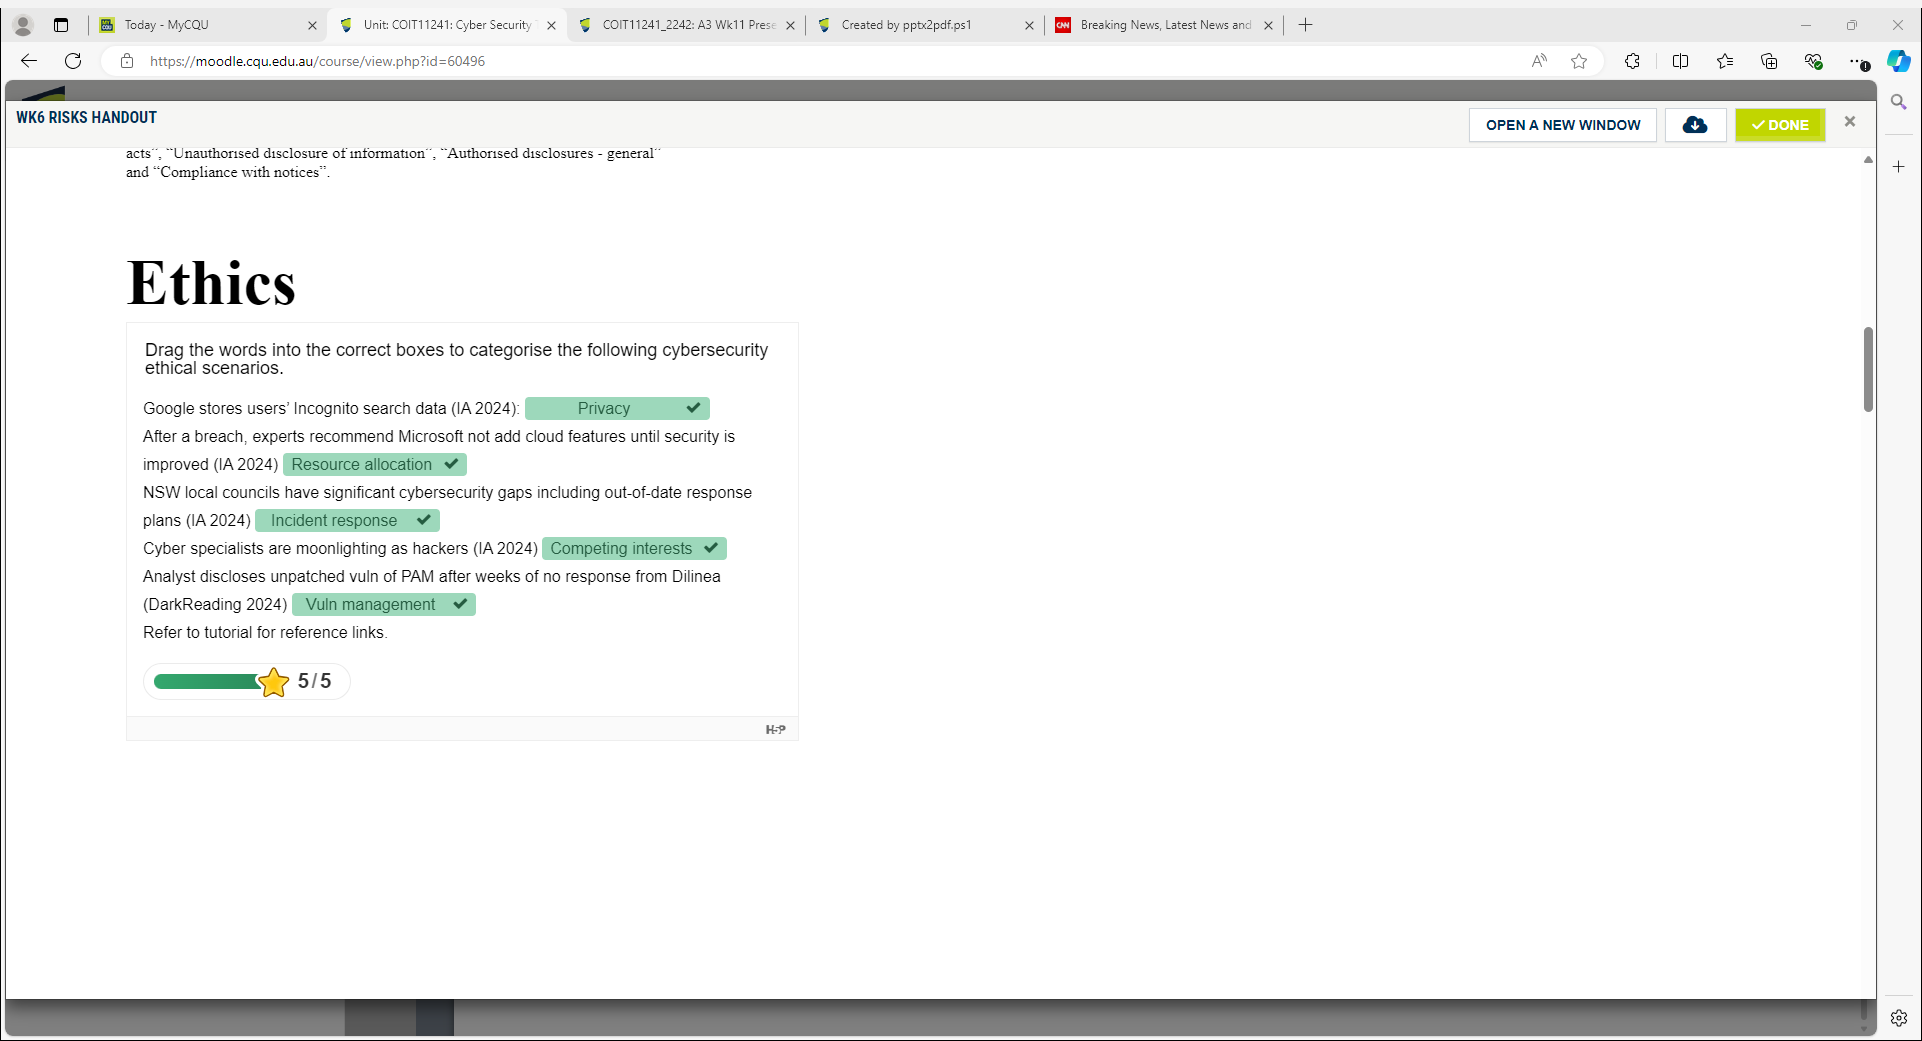 Today - MyCQU
Unit: COIT11241: Cyber Security
COIT11241_2242: A3 Wk11 Prese
Created by pptx2pdf.ps1
CNN
Breaking News, Latest News and
https://moodle.cqu.edu.au/course/view.php?id=60496
WK6 RISKS HANDOUT
OPEN A NEW WINDOW
DONE
acts”, “Unauthorised disclosure of information”, “Authorised disclosures - general”
and “Compliance with notices”.
Ethics
Drag the words into the correct boxes to categorise the following cybersecurity
ethical scenarios.
Google stores users’ Incognito search data (IA 2024): Privacy
After a breach, experts recommend Microsoft not add cloud features until security is
improved (IA 2024) Resource allocation
NSW local councils have significant cybersecurity gaps including out-of-date response
plans (IA 2024) Incident response
Cyber specialists are moonlighting as hackers (IA 2024) Competing interests
Analyst discloses unpatched vuln of PAM after weeks of no response from Dilinea
(DarkReading 2024) Vuln management
Refer to tutorial for reference links.
5/5
H5P